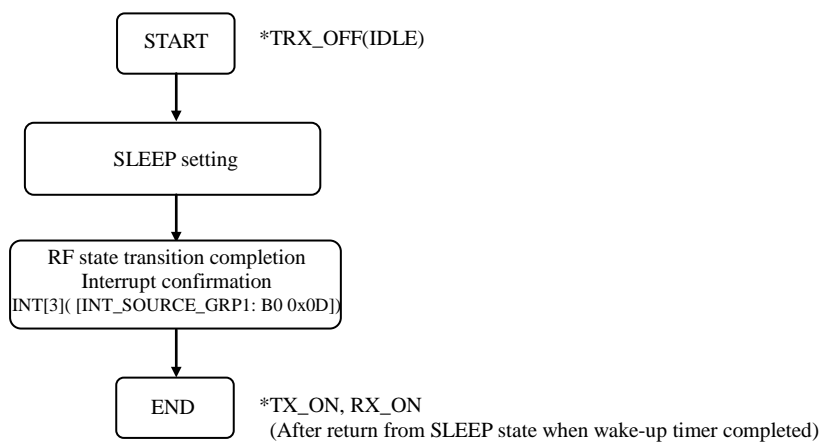 START
*TRX_OFF(IDLE)
SLEEP setting
RF state transition completion
Interrupt confirmation
INT[3]( [INT_SOURCE_GRP1: B0 0x0D])
END
*TX_ON, RX_ON
(After return from SLEEP state when wake-up timer completed)